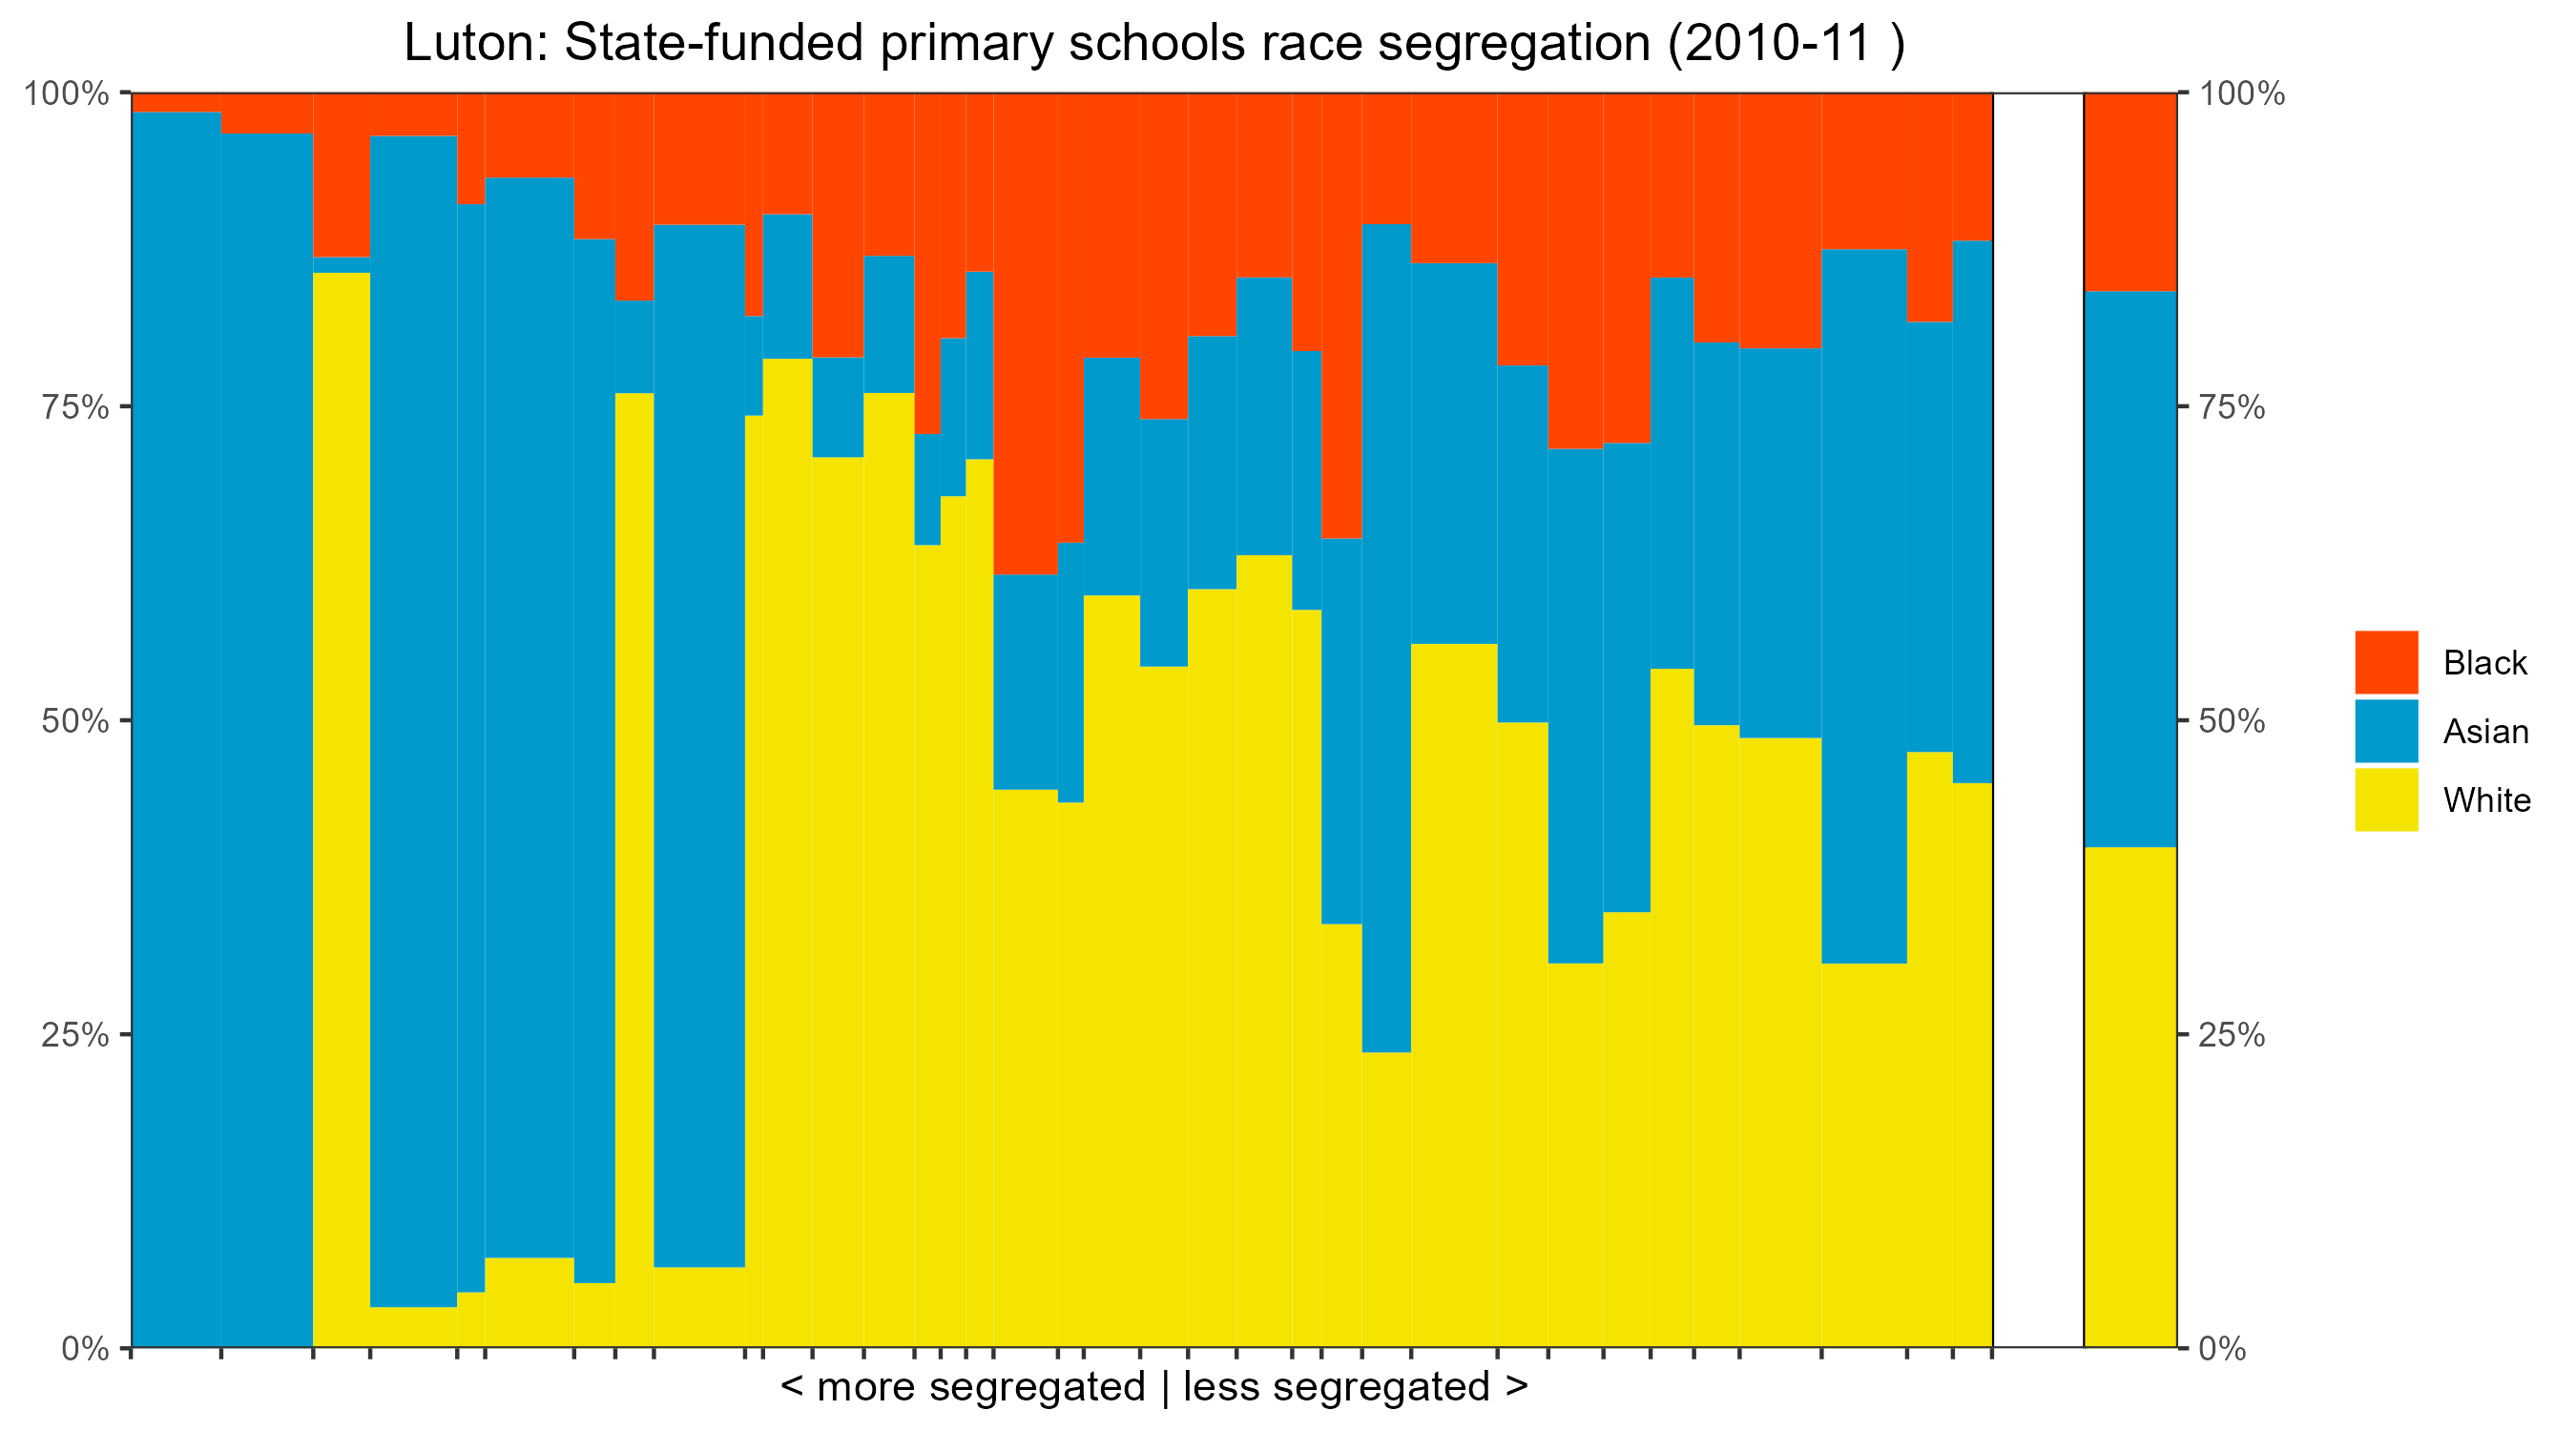 Luton: State-funded primary schools race segregation (2010-11 )
100%
75%
50%
25%
0%
100%
75%
50%
25%
0%
Black
Asian
White
< more segregated | less segregated >